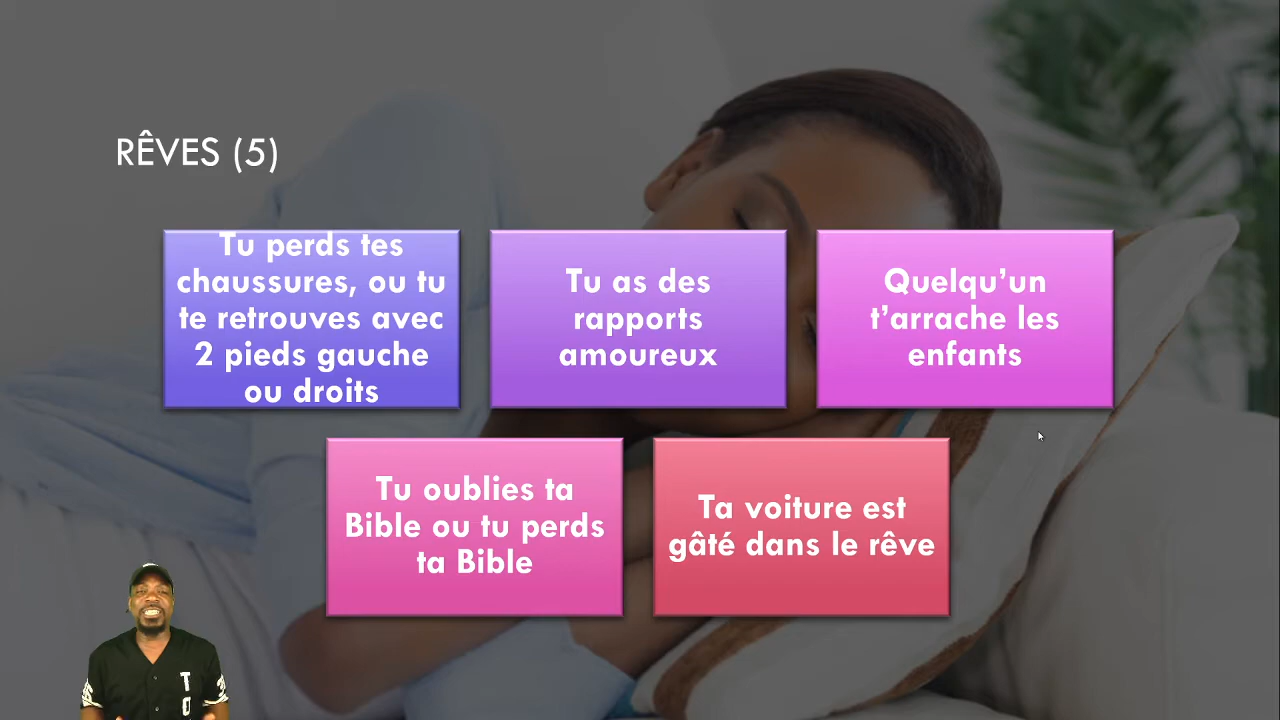 RÊVES (5)
Tu perds tes
chaussures, ou tu
te retrouves avec
2 pieds gauche
ou droits
Tu as des
rapports
amoureux
Quelqu’un
t’arrache les
enfants
Tu oublies ta
Bible ou tu perds
ta Bible
Ta voiture est
gâté dans le rêve
T
O